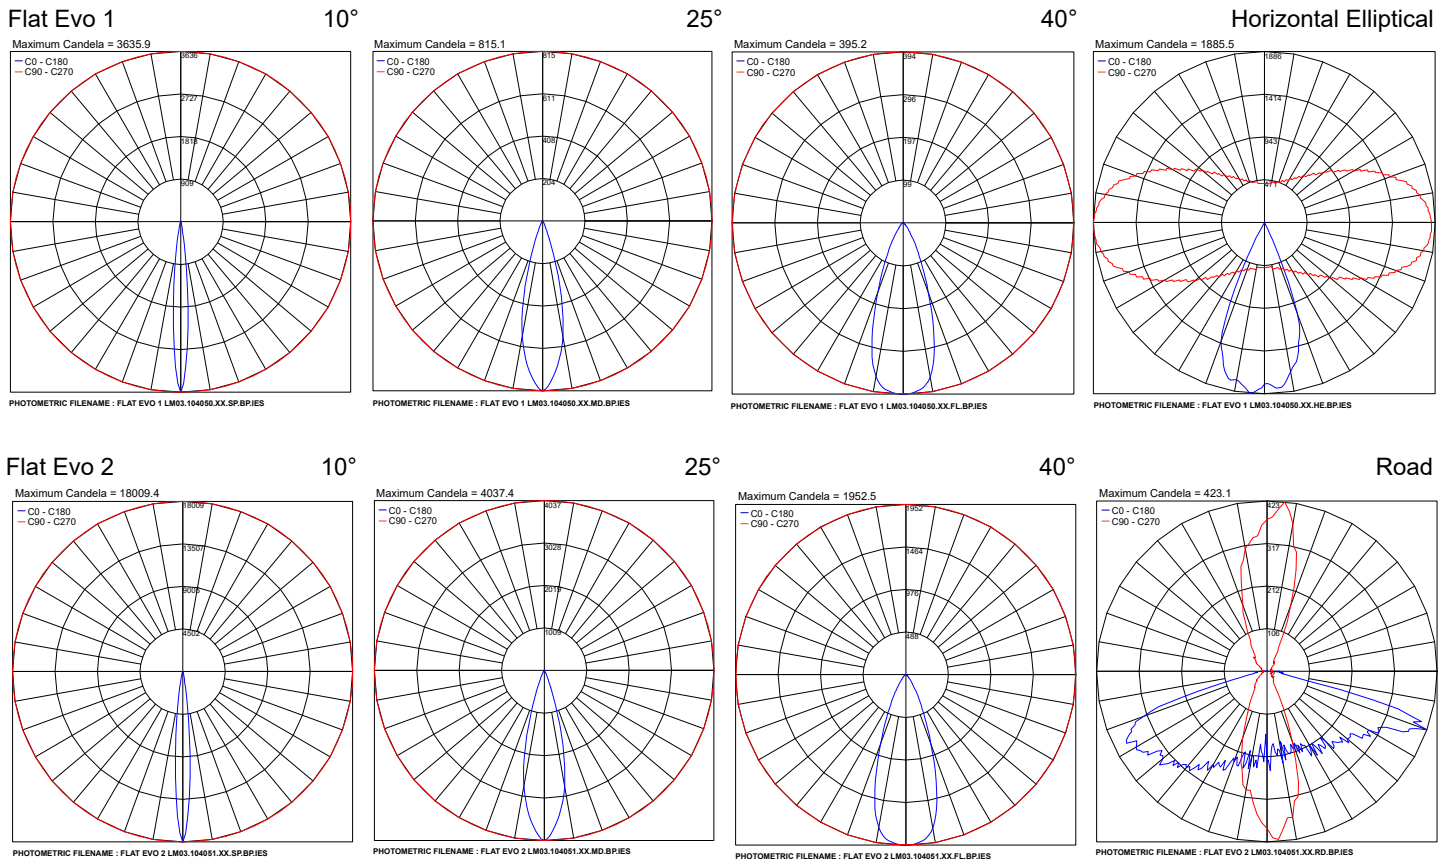 Flat Evo 1 10° 25° 40° Horizontal Elliptical
Maximum Candela = 3635.9
C0 - C180
C90 - C270
3636
2727
1818
909
PHOTOMETRIC FILENAME : FLAT EVO 1 LM03.104050.XX.SP.BP.IES
Maximum Candela = 815.1
C0 - C180
C90 - C270
815
611
408
204
PHOTOMETRIC FILENAME : FLAT EVO 1 LM03.104050.XX.MD.BP.IES
Maximum Candela = 395.2
C0 - C180
C90 - C270
394
296
197
99
PHOTOMETRIC FILENAME : FLAT EVO 1 LM03.104050.XX.FL.BP.IES
Maximum Candela = 1885.5
C0 - C180
C90 - C270
1886
1414
943
471
PHOTOMETRIC FILENAME : FLAT EVO 1 LM03.104050.XX.HE.BP.IES
Flat Evo 2 10° 25° 40° Road
Maximum Candela = 18009.4
C0 - C180
C90 - C270
18009
13507
9005
4502
PHOTOMETRIC FILENAME : FLAT EVO 2 LM03.104051.XX.SP.BP.IES
Maximum Candela = 4037.4
C0 - C180
C90 - C270
4037
3028
2019
1009
PHOTOMETRIC FILENAME : FLAT EVO 2 LM03.104051.XX.MD.BP.IES
Maximum Candela = 1952.5
C0 - C180
C90 - C270
1952
1464
976
488
PHOTOMETRIC FILENAME : FLAT EVO 2 LM03.104051.XX.FL.BP.IES
Maximum Candela = 423.1
C0 - C180
C90 - C270
423
317
212
106
PHOTOMETRIC FILENAME : FLAT EVO 2 LM03.104051.XX.RD.BP.IES